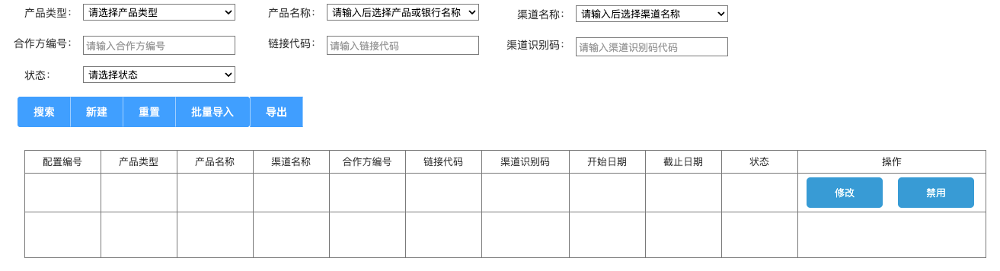 产品类型： 请选择产品类型 产品名称： 请输入后选择产品或银行名称 渠道名称： 请输入后选择渠道名称
合作方编号： 请输入合作方编号 链接代码： 请输入链接代码 渠道识别码： 请输入渠道识别码代码
状态： 请选择状态
搜索 新建 重置 批量导入 导出
配置编号 产品类型 产品名称 渠道名称 合作方编号 链接代码 渠道识别码 开始日期 截止日期 状态 操作
修改 禁用